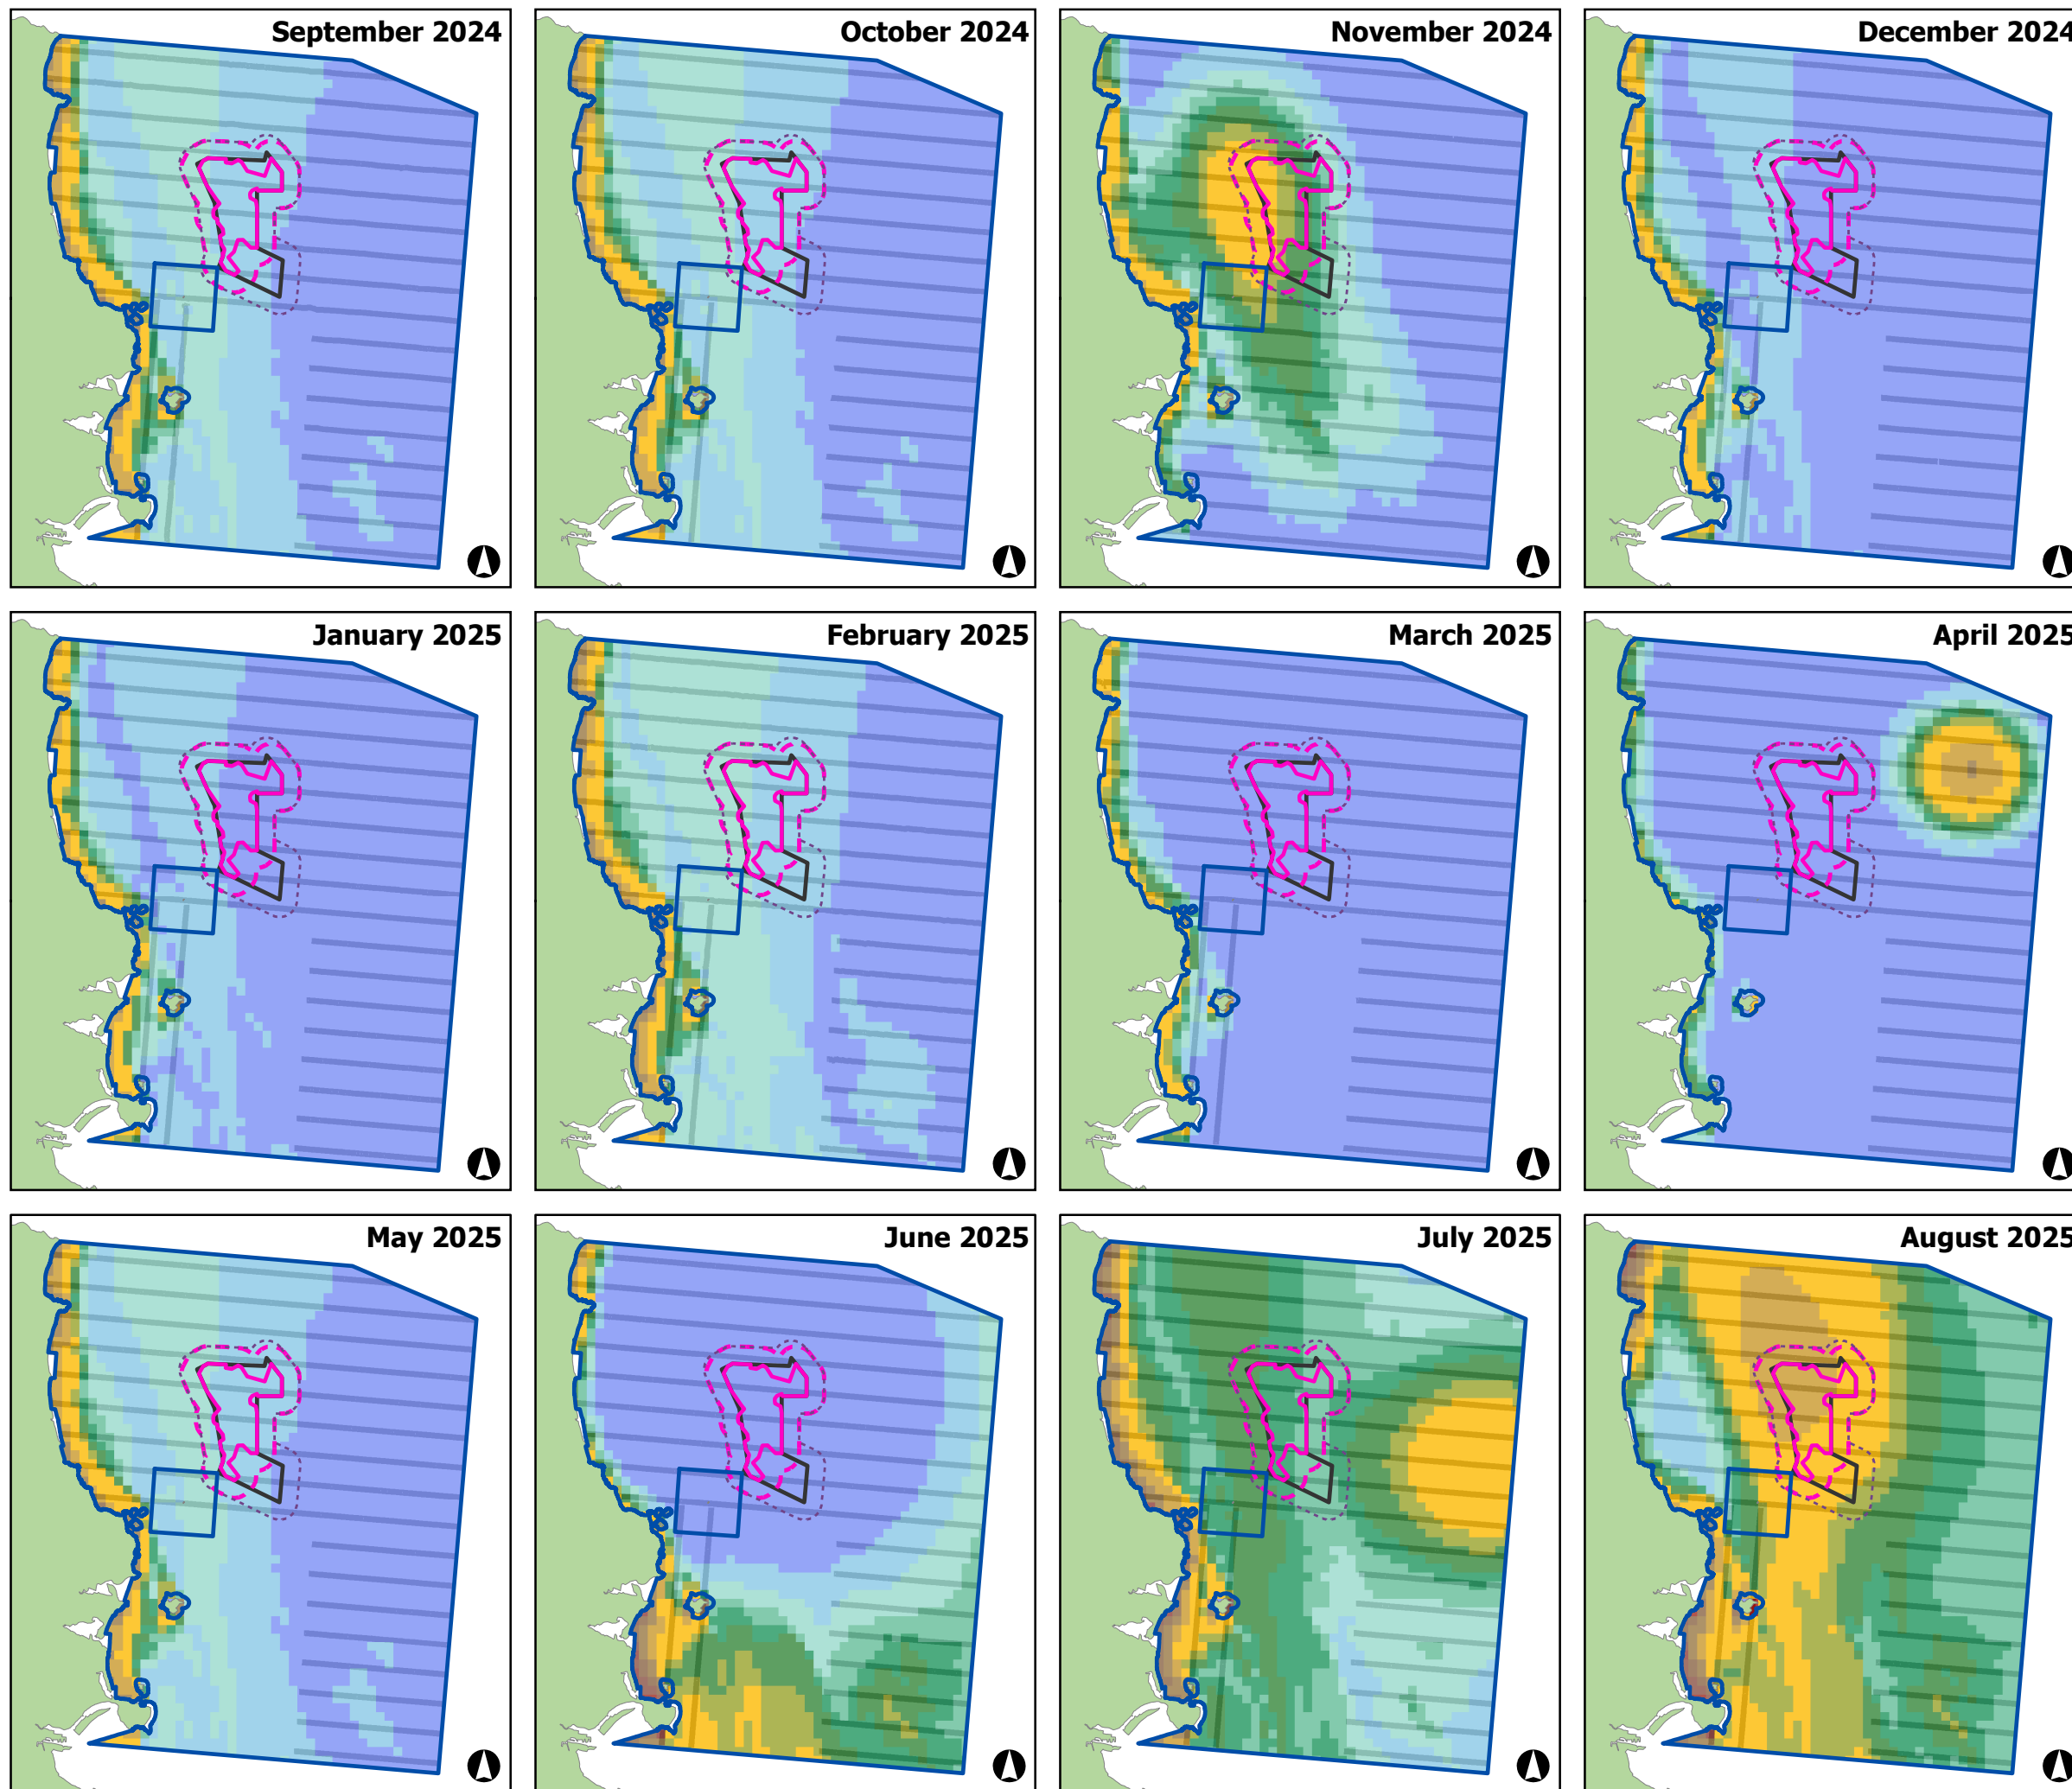 September 2024
October 2024
November 2024
December 2024
January 2025
February 2025
March 2025
April 2025
May 2025
June 2025
July 2025
August 2025